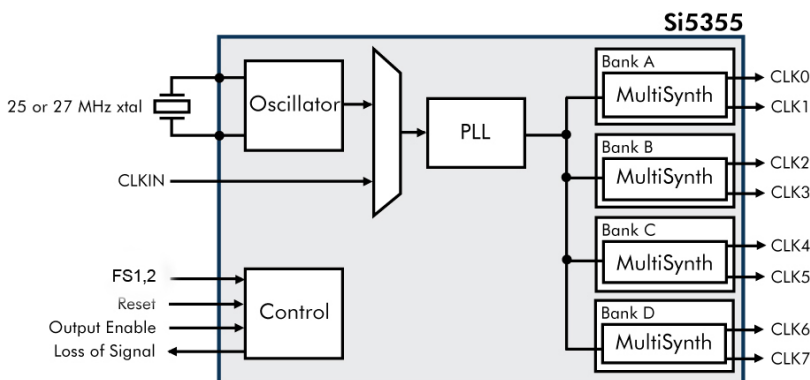 Si5355
Bank A
MultiSynth
CLK0
CLK1
25 or 27 MHz xtal
Oscillator
PLL
Bank B
MultiSynth
CLK2
CLK3
CLKIN
Bank C
MultiSynth
CLK4
CLK5
FS1,2
Reset
Output Enable
Loss of Signal
Control
Bank D
MultiSynth
CLK6
CLK7